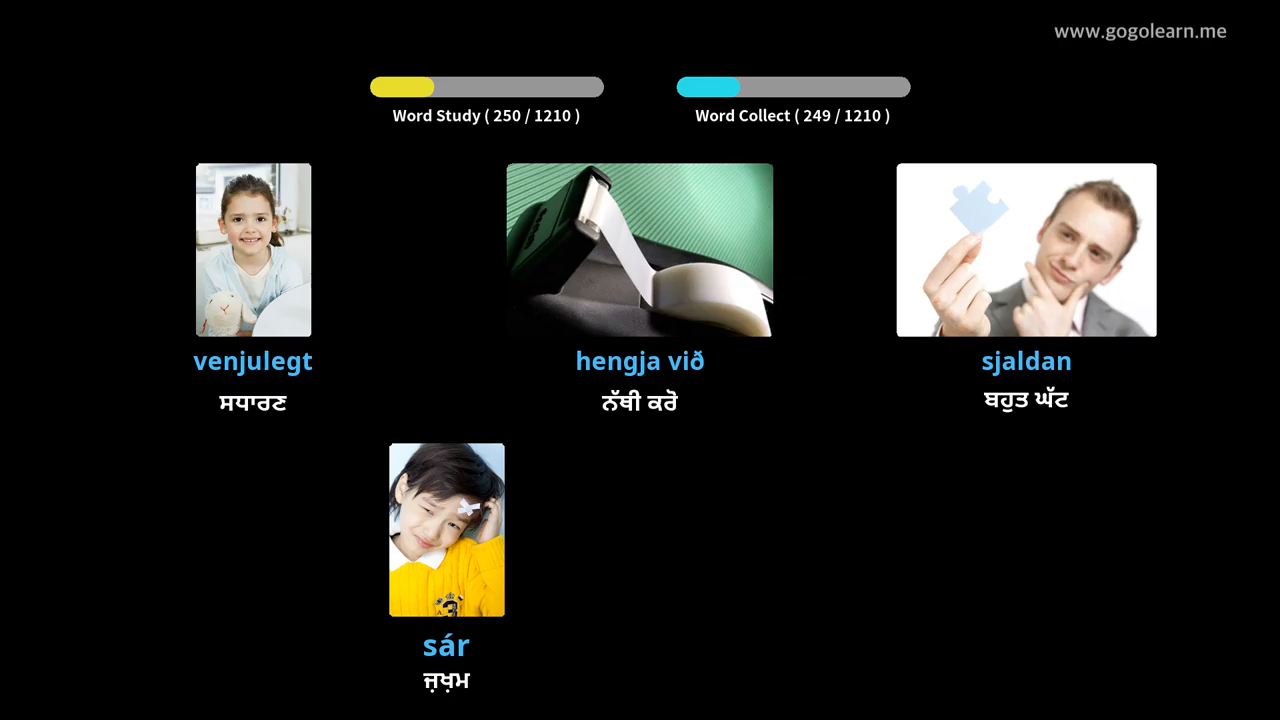 www.gogolearn.me
Word Study ( 250 / 1210 )
Word Collect ( 249 / 1210 )
venjulegt
ਸਧਾਰਣ
hengja við
ਨੱਥੀ ਕਰੋ
sjaldan
ਬਹੁਤ ਘੱਟ
3
sár
ਜ਼ਖ਼ਮ